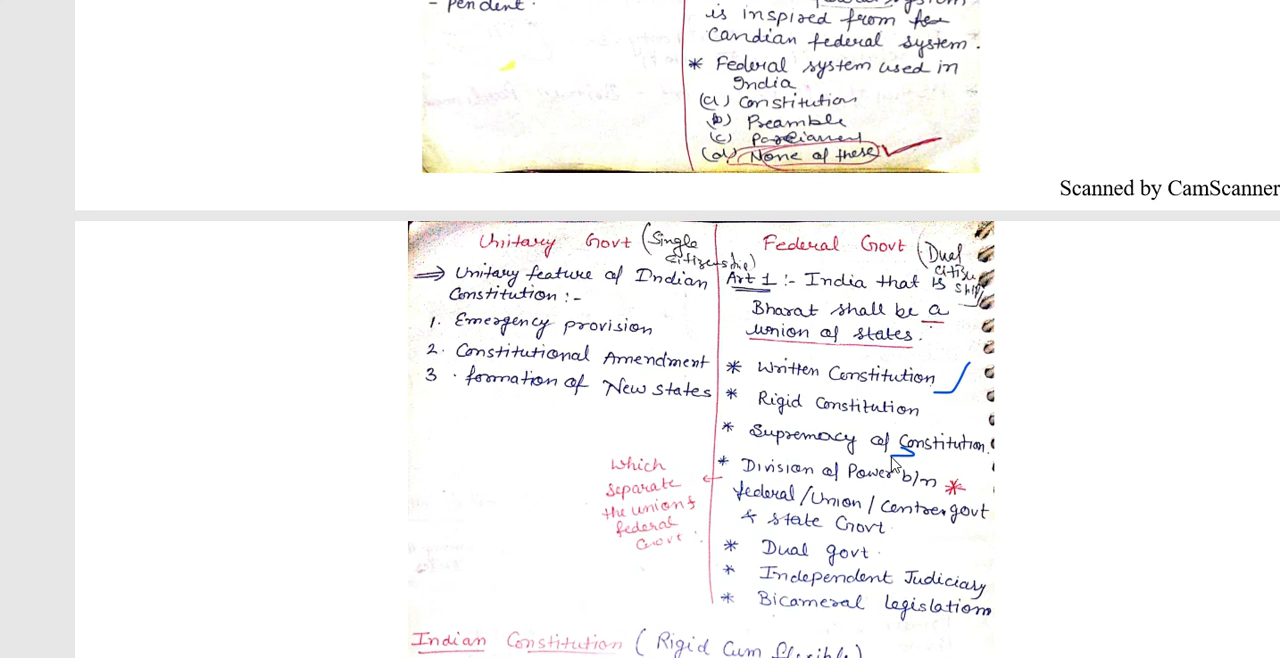 - pendent.
is inspired from the
Candian federal system.
* Federal system used in
India
(a) Constitution
(b) Preamble
(c) Parliament
(d) None of these
Scanned by CamScanner
Unitary Govt (Single
citizenship)
⇒ Unitary feature of Indian
Constitution :-
1. Emergency provision
2. Constitutional Amendment
3. formation of New states
Federal Govt (Dual
citizen
ship)
Art 1 :- India that is
Bharat shall be a
union of states.
* Written Constitution
* Rigid Constitution
* Supremacy of Constitution.
* Division of Power b/n *
federal/Union/Centre govt
& state Govt.
which
separate
the union &
federal
Govt.
* Dual govt.
* Independent Judiciary
* Bicameral legislation
Indian Constitution (Rigid Cum flexible)